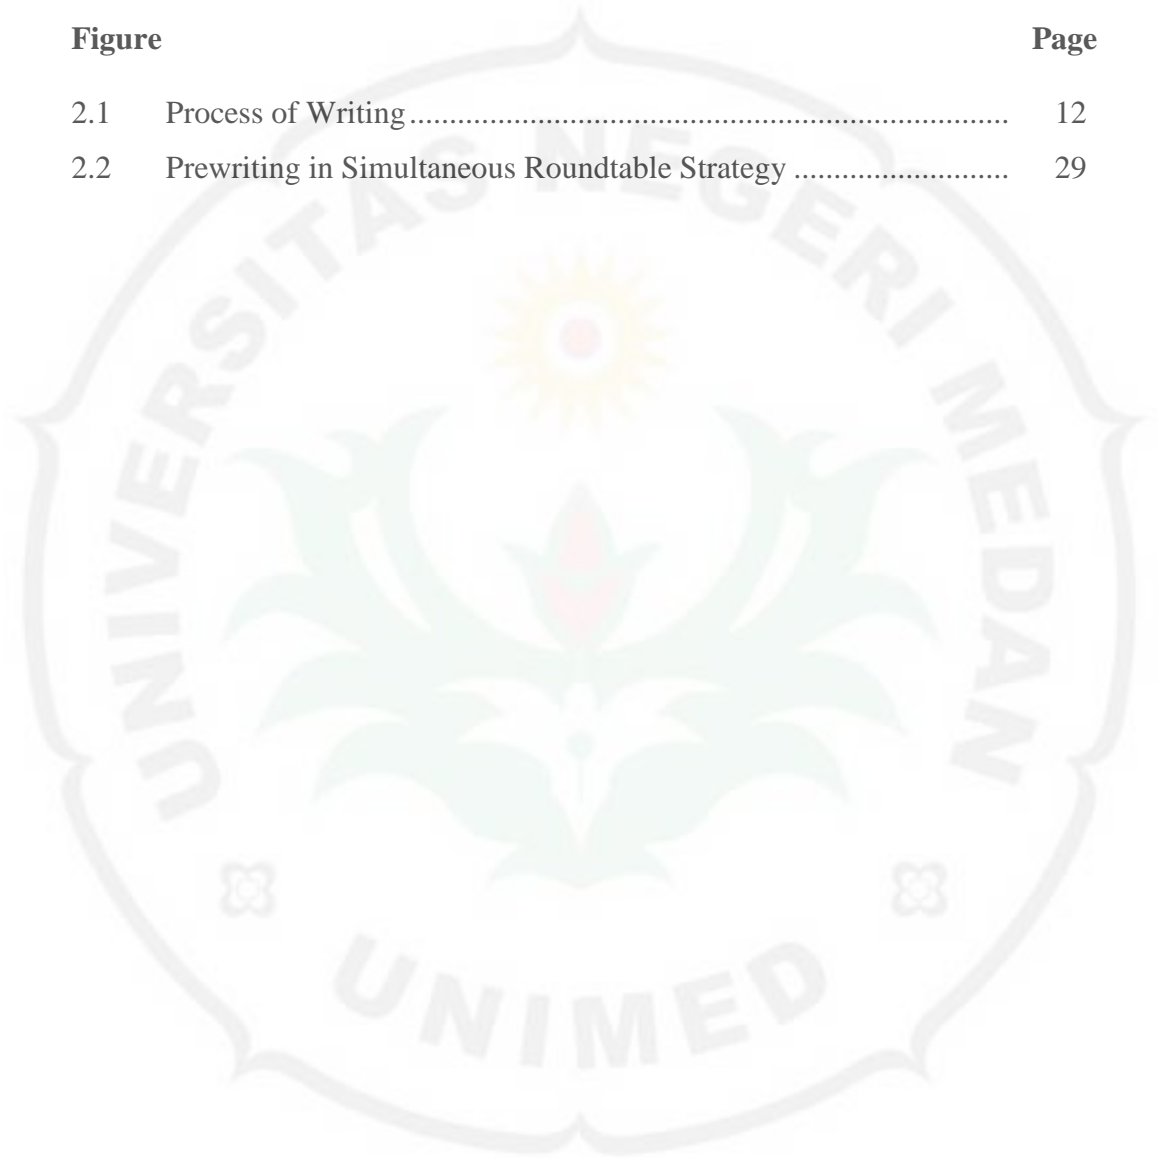 Figure Page
2.1 Process of Writing ........................................................................ 12
2.2 Prewriting in Simultaneous Roundtable Strategy .......................... 29
UNIVERSITAS NEGERI MEDAN
UNIMED